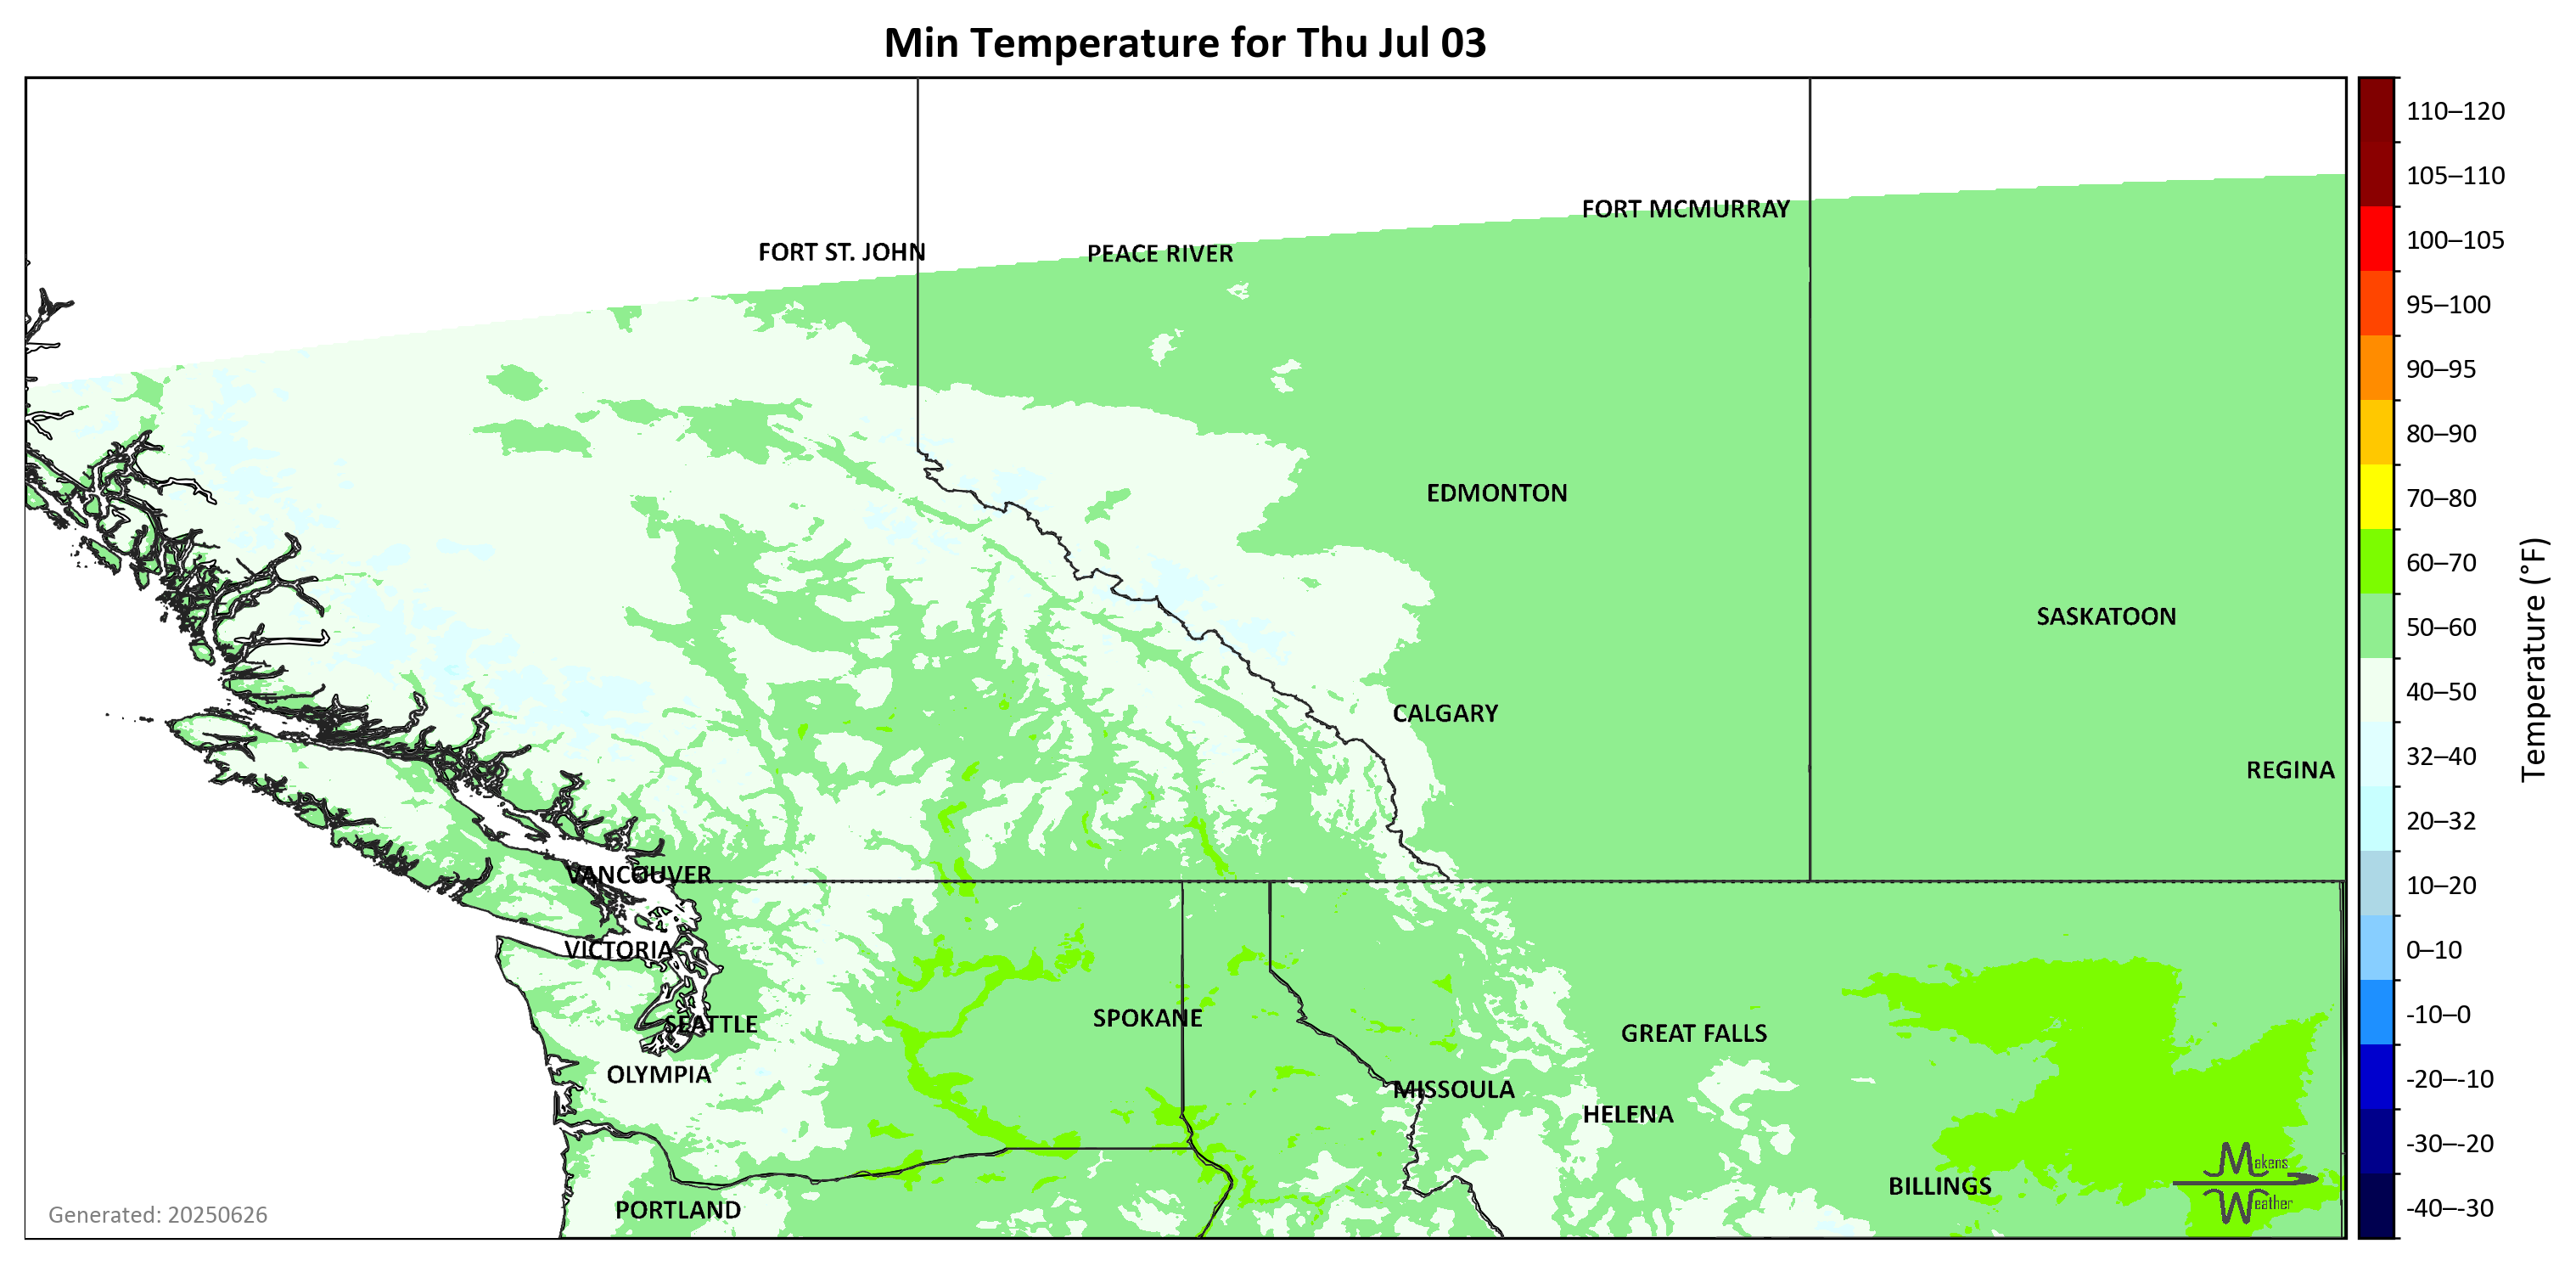 Min Temperature for Thu Jul 03
110–120
105–110
100–105
95–100
90–95
80–90
70–80
60–70
50–60
40–50
32–40
20–32
10–20
0–10
-10–0
-20–-10
-30–-20
-40–-30
Temperature (°F)
FORT MCMURRAY
FORT ST. JOHN
PEACE RIVER
EDMONTON
SASKATOON
CALGARY
REGINA
VANCOUVER
VICTORIA
SPOKANE
SEATTLE
GREAT FALLS
OLYMPIA
MISSOULA
HELENA
BILLINGS
PORTLAND
Makens
Weather
Generated: 20250626